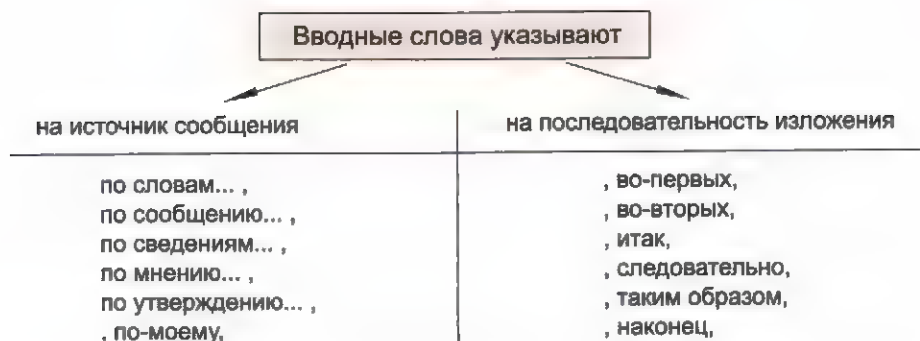 Вводные слова указывают
на источник сообщения
на последовательность изложения
по словам... ,
по сообщению... ,
по сведениям... ,
по мнению... ,
по утверждению... ,
, по-моему,
, во-первых,
, во-вторых,
, итак,
, следовательно,
, таким образом,
, наконец,